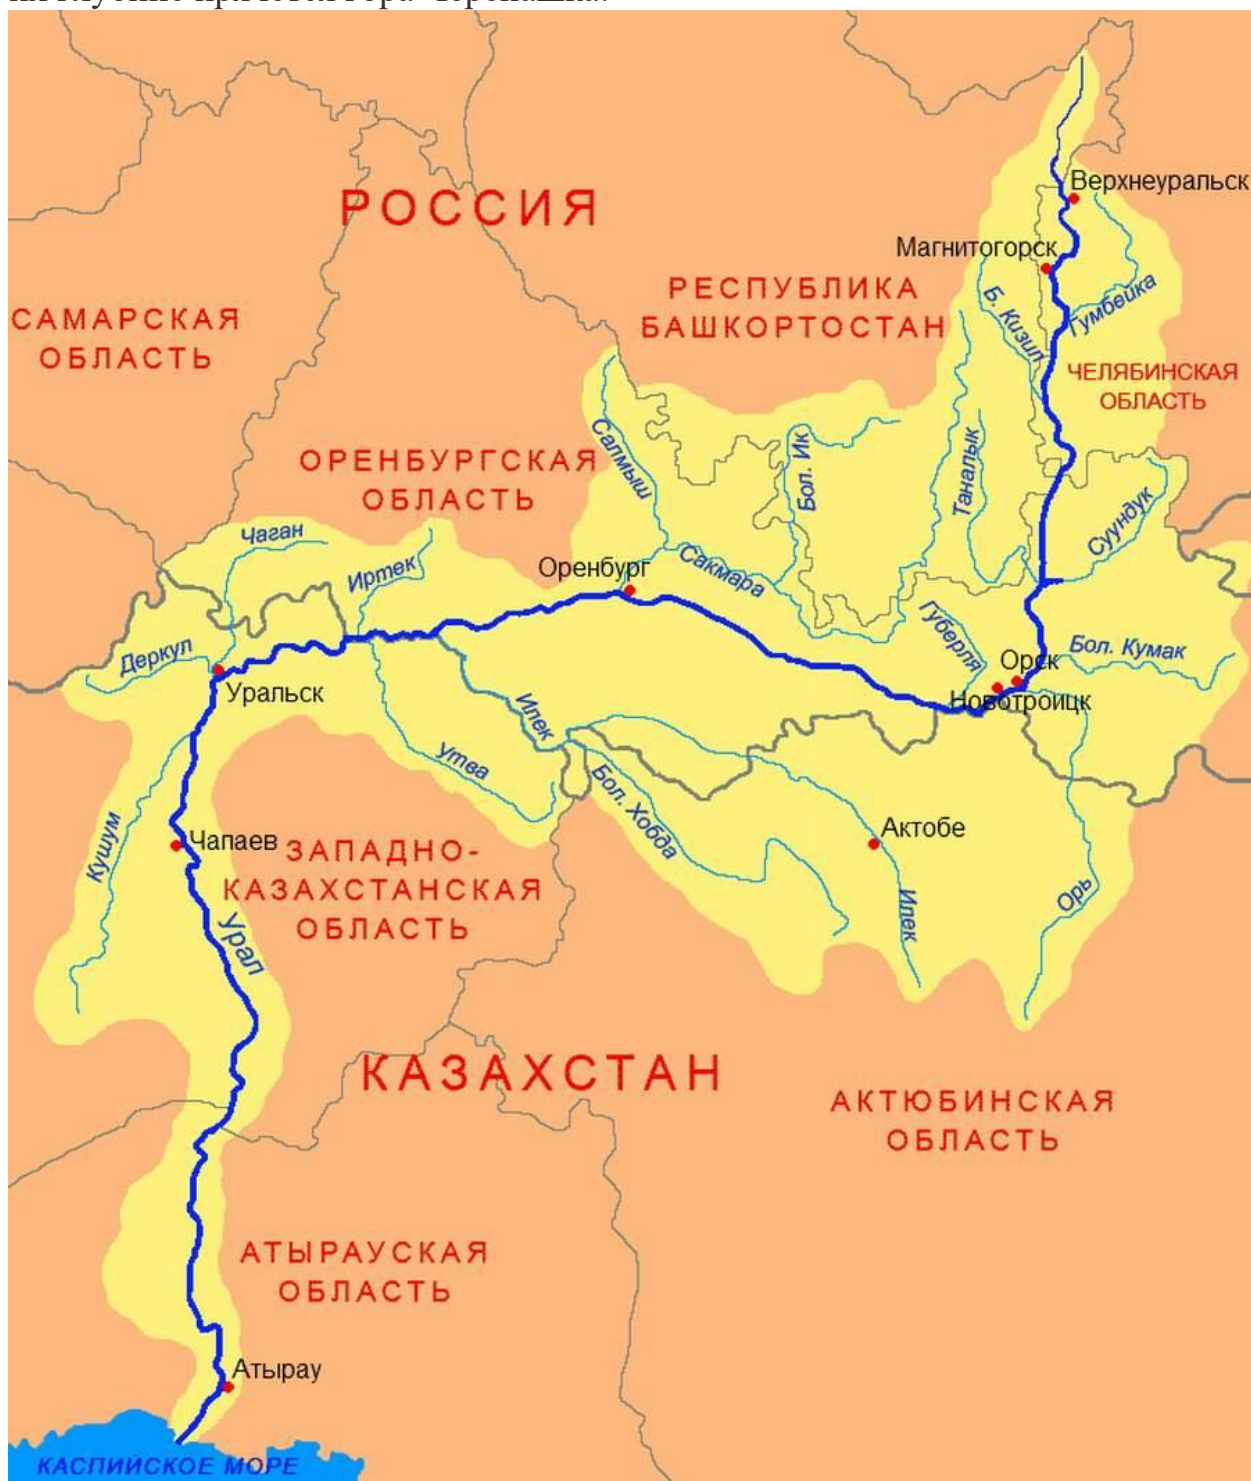 РОССИЯ
Верхнеуральск
Магнитогорск
РЕСПУБЛИКА
БАШКОРТОСТАН
Б. Кизил
Гумбейка
САМАРСКАЯ
ОБЛАСТЬ
ЧЕЛЯБИНСКАЯ
ОБЛАСТЬ
ОРЕНБУРГСКАЯ
ОБЛАСТЬ
Салмыш
Бол. Ик
Таналык
Суундук
Чаган
Иртек
Оренбург
Сакмара
Губерля
Деркул
Уральск
Орск
Бол. Кумак
Новотроицк
Илек
Утва
Бол. Хобда
Кушум
Чапаев
Актобе
ЗАПАДНО-
КАЗАХСТАНСКАЯ
ОБЛАСТЬ
Урал
Илек
Орь
КАЗАХСТАН
АКТЮБИНСКАЯ
ОБЛАСТЬ
АТЫРАУСКАЯ
ОБЛАСТЬ
Атырау
КАСПИЙСКОЕ МОРЕ